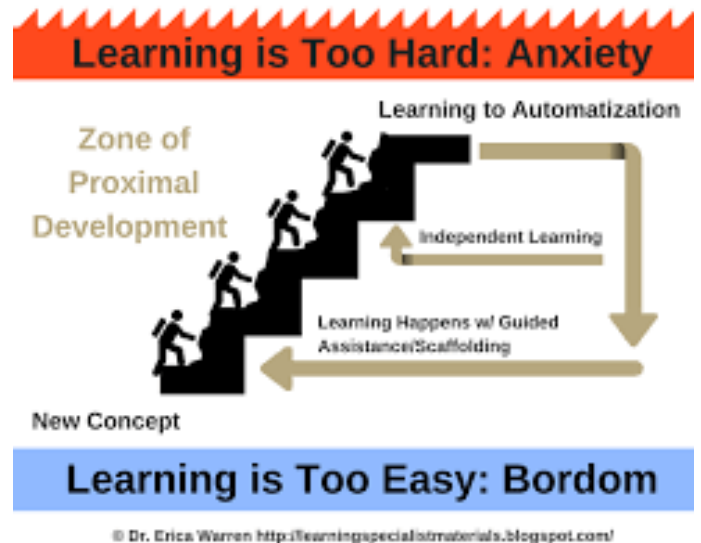 Learning is Too Hard: Anxiety
Learning to Automatization
Zone of
Proximal
Development
Independent Learning
Learning Happens w/ Guided
Assistance/Scaffolding
New Concept
Learning is Too Easy: Bordom
© Dr. Erica Warren http://learningspecialistmaterials.blogspot.com/